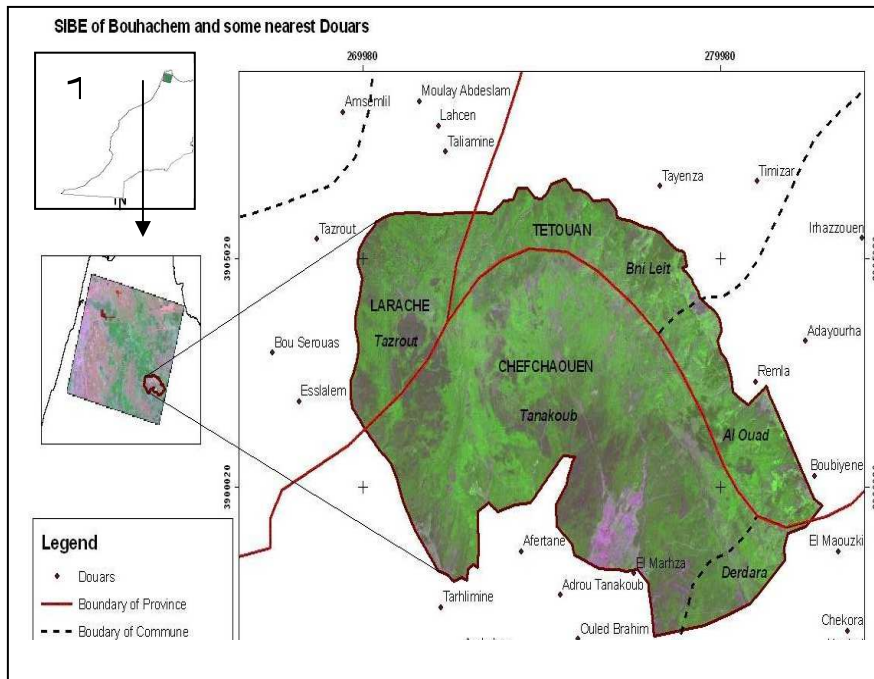 SIBE of Bouhachem and some nearest Douars
269980
279980
Moulay Abdeslam
Amsemlil
Lahcen
Taliamine
Tayenza
Timizar
Irhazzouen
Tazrout
TETOUAN
3905020
Bni Leit
LARACHE
Tazrout
Bou Serouas
CHEFCHAOUEN
Adayourha
Remla
Esslalem
Tanakoub
Al Ouad
Boubiyene
3900020
Afertane
El Maouzki
El Marhza
Derdara
Adrou Tanakoub
Tarhlimine
Chekora
Ouled Brahim
Legend
Douars
Boundary of Province
Boudary of Commune